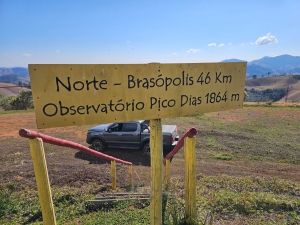 Norte - Brasópolis 46 Km
Observatório Pico Dias 1864 m